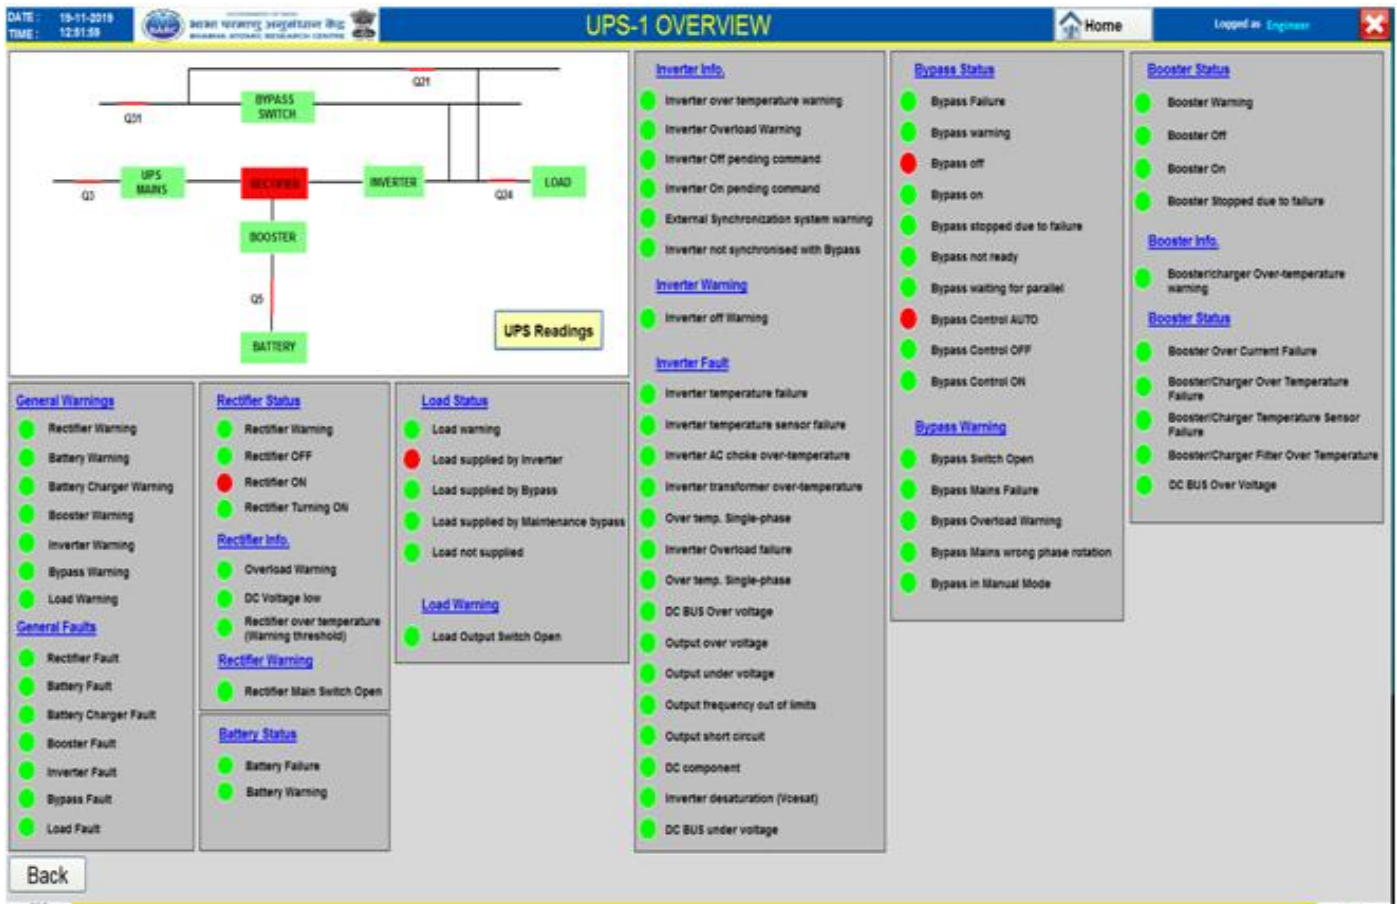 DATE : 19-11-2019
TIME : 12:51:59
BARC
भाभा परमाणु अनुसंधान केंद्र
BHABHA ATOMIC RESEARCH CENTRE
UPS-1 OVERVIEW
Home
Logged as Engineer
Q21
BYPASS
SWITCH
Q31
UPS
MAINS
RECTIFIER
INVERTER
LOAD
Q3
Q24
BOOSTER
Q5
UPS Readings
BATTERY
General Warnings
Rectifier Warning
Battery Warning
Battery Charger Warning
Booster Warning
Inverter Warning
Bypass Warning
Load Warning
General Faults
Rectifier Fault
Battery Fault
Battery Charger Fault
Booster Fault
Inverter Fault
Bypass Fault
Load Fault
Rectifier Status
Rectifier Warning
Rectifier OFF
Rectifier ON
Rectifier Turning ON
Rectifier Info.
Overload Warning
DC Voltage low
Rectifier over temperature
(Warning threshold)
Rectifier Warning
Rectifier Main Switch Open
Battery Status
Battery Failure
Battery Warning
Load Status
Load warning
Load supplied by Inverter
Load supplied by Bypass
Load supplied by Maintenance bypass
Load not supplied
Load Warning
Load Output Switch Open
Inverter Info.
Inverter over temperature warning
Inverter Overload Warning
Inverter Off pending command
Inverter On pending command
External Synchronization system warning
Inverter not synchronised with Bypass
Inverter Warning
Inverter off Warning
Inverter Fault
Inverter temperature failure
Inverter temperature sensor failure
Inverter AC choke over-temperature
Inverter transformer over-temperature
Over temp. Single-phase
Inverter Overload failure
Over temp. Single-phase
DC BUS Over voltage
Output over voltage
Output under voltage
Output frequency out of limits
Output short circuit
DC component
Inverter desaturation (Vcesat)
DC BUS under voltage
Bypass Status
Bypass Failure
Bypass warning
Bypass off
Bypass on
Bypass stopped due to failure
Bypass not ready
Bypass waiting for parallel
Bypass Control AUTO
Bypass Control OFF
Bypass Control ON
Bypass Warning
Bypass Switch Open
Bypass Mains Failure
Bypass Overload Warning
Bypass Mains wrong phase rotation
Bypass in Manual Mode
Booster Status
Booster Warning
Booster Off
Booster On
Booster Stopped due to failure
Booster Info.
Booster/charger Over-temperature
warning
Booster Status
Booster Over Current Failure
Booster/Charger Over Temperature
Failure
Booster/Charger Temperature Sensor
Failure
Booster/Charger Filter Over Temperature
DC BUS Over Voltage
Back